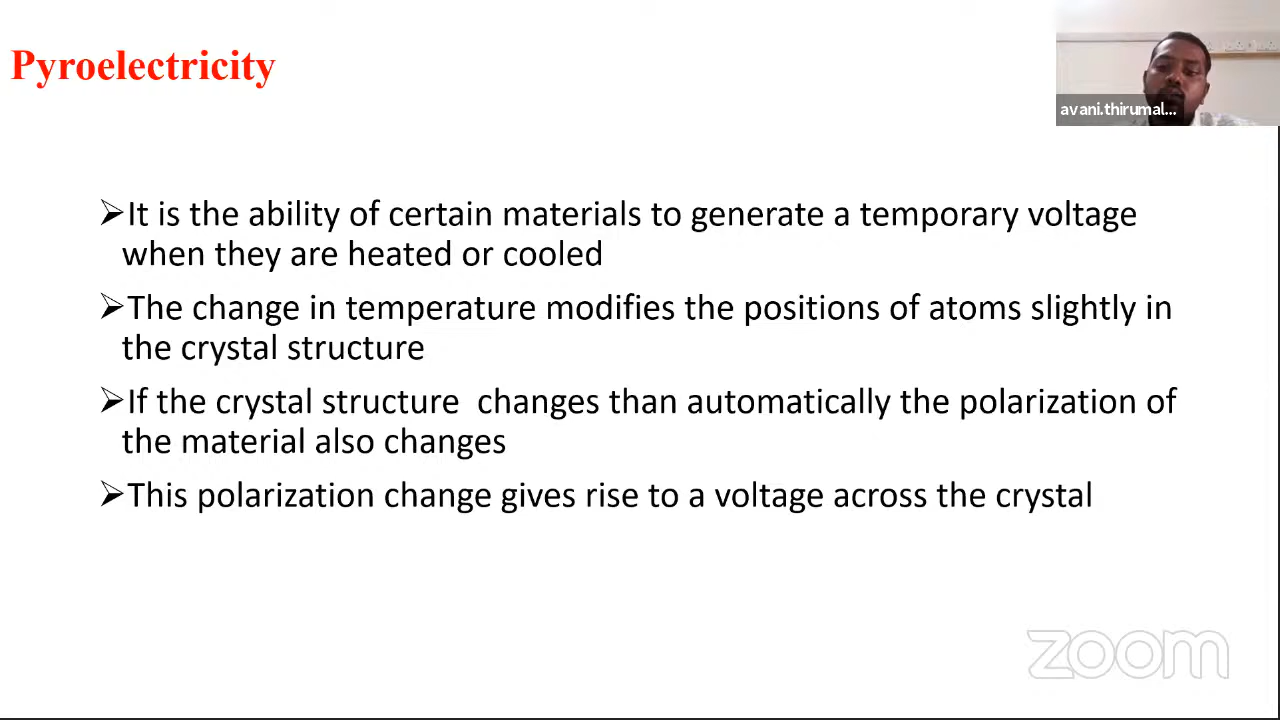 Pyroelectricity
avani.thirumal...
➢It is the ability of certain materials to generate a temporary voltage
when they are heated or cooled
➢The change in temperature modifies the positions of atoms slightly in
the crystal structure
➢If the crystal structure  changes than automatically the polarization of
the material also changes
➢This polarization change gives rise to a voltage across the crystal
zoom